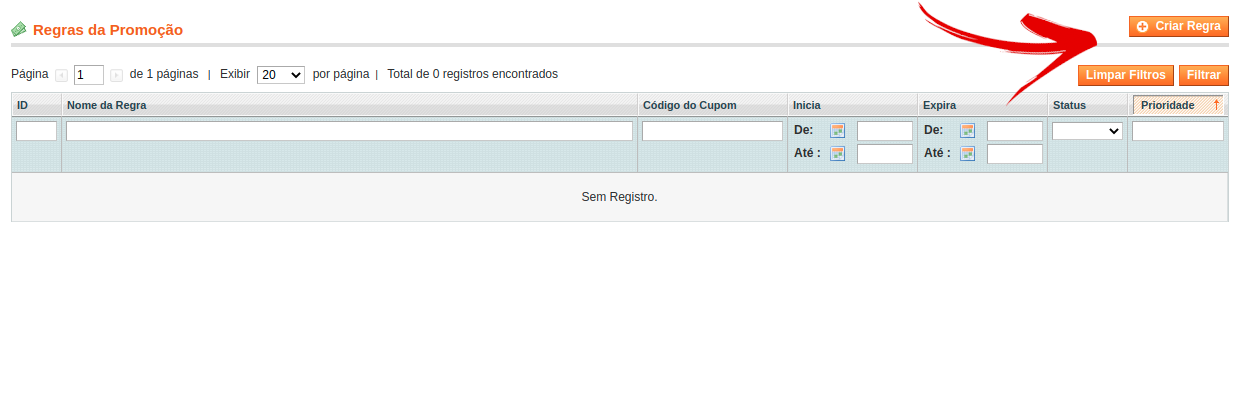 Regras da Promoção
Criar Regra
Página 1 de 1 páginas | Exibir 20 por página | Total de 0 registros encontrados
Limpar Filtros Filtrar
ID Nome da Regra Código do Cupom Inicia Expira Status Prioridade
De: De:
Até : Até :
Sem Registro.